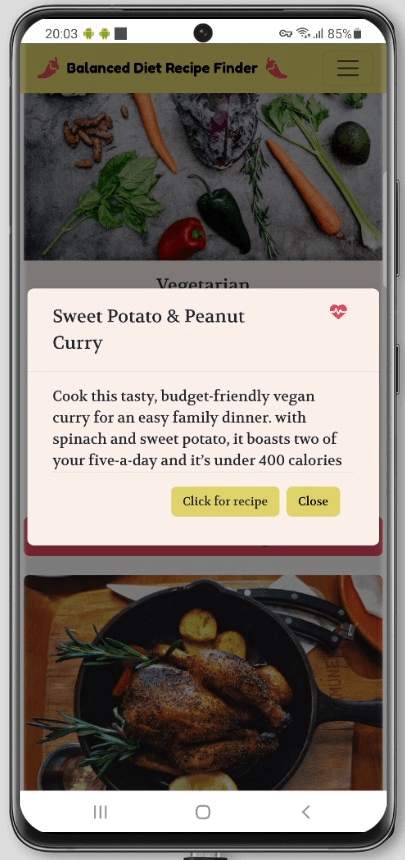 20:03
85%
Balanced Diet Recipe Finder
Vegetarian
Sweet Potato & Peanut
Curry
Cook this tasty, budget-friendly vegan
curry for an easy family dinner. with
spinach and sweet potato, it boasts two of
your five-a-day and it's under 400 calories
Click for recipe
Close